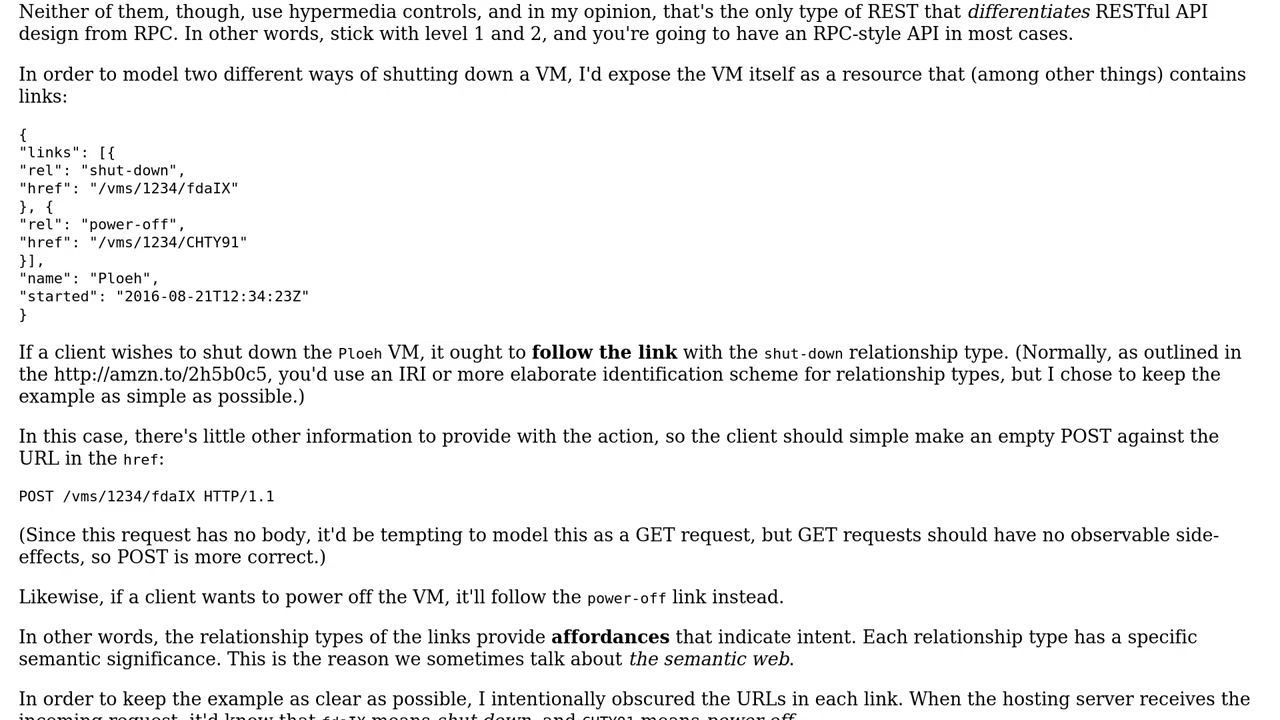 Neither of them, though, use hypermedia controls, and in my opinion, that's the only type of REST that differentiates RESTful API
design from RPC. In other words, stick with level 1 and 2, and you're going to have an RPC-style API in most cases.
In order to model two different ways of shutting down a VM, I'd expose the VM itself as a resource that (among other things) contains
links:
{
"links": [{
"rel": "shut-down",
"href": "/vms/1234/fdaIX"
}, {
"rel": "power-off",
"href": "/vms/1234/CHTY91"
}],
"name": "Ploeh",
"started": "2016-08-21T12:34:23Z"
}
If a client wishes to shut down the Ploeh VM, it ought to follow the link with the shut-down relationship type. (Normally, as outlined in
the http://amzn.to/2h5b0c5, you'd use an IRI or more elaborate identification scheme for relationship types, but I chose to keep the
example as simple as possible.)
In this case, there's little other information to provide with the action, so the client should simple make an empty POST against the
URL in the href:
POST /vms/1234/fdaIX HTTP/1.1
(Since this request has no body, it'd be tempting to model this as a GET request, but GET requests should have no observable side-
effects, so POST is more correct.)
Likewise, if a client wants to power off the VM, it'll follow the power-off link instead.
In other words, the relationship types of the links provide affordances that indicate intent. Each relationship type has a specific
semantic significance. This is the reason we sometimes talk about the semantic web.
In order to keep the example as clear as possible, I intentionally obscured the URLs in each link. When the hosting server receives the
incoming request, it'd know that fdaIX means shut down, and CHTY91 means power off.